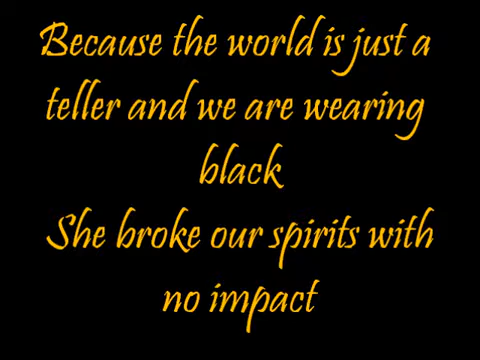 Because the world is just a
teller and we are wearing
black
She broke our spirits with
no impact